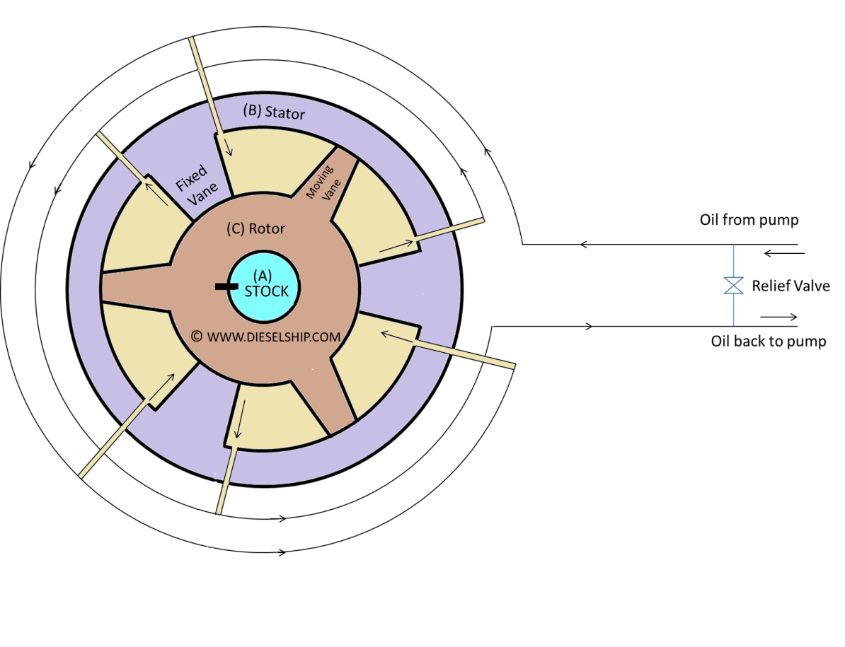 (B) Stator
Fixed
Vane
Moving
Vane
(C) Rotor
(A)
STOCK
© WWW.DIESELSHIP.COM
Oil from pump
Relief Valve
Oil back to pump